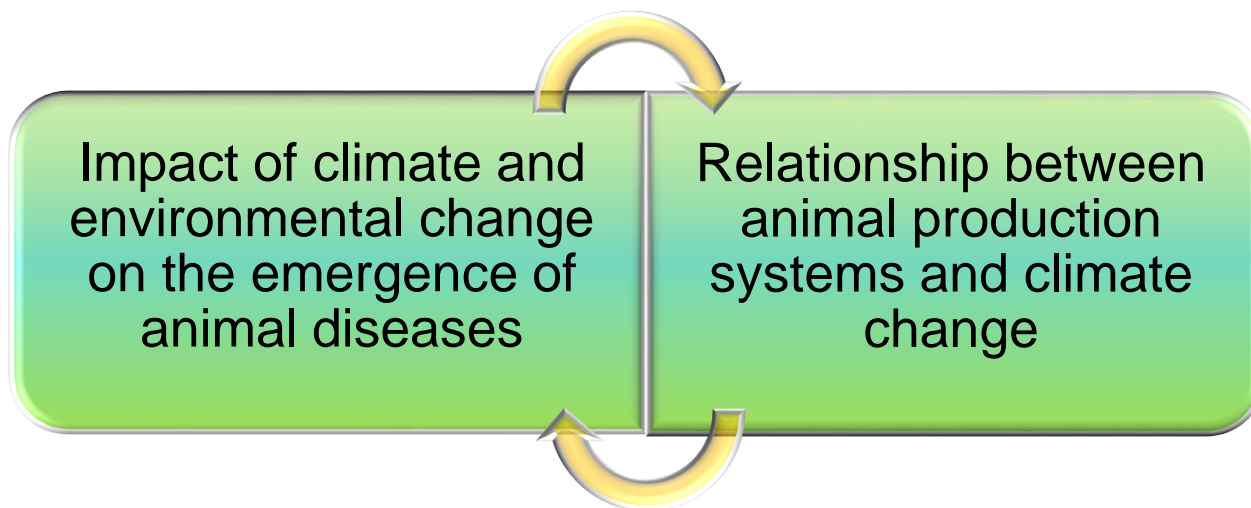 Impact of climate and
environmental change
on the emergence of
animal diseases
Relationship between
animal production
systems and climate
change